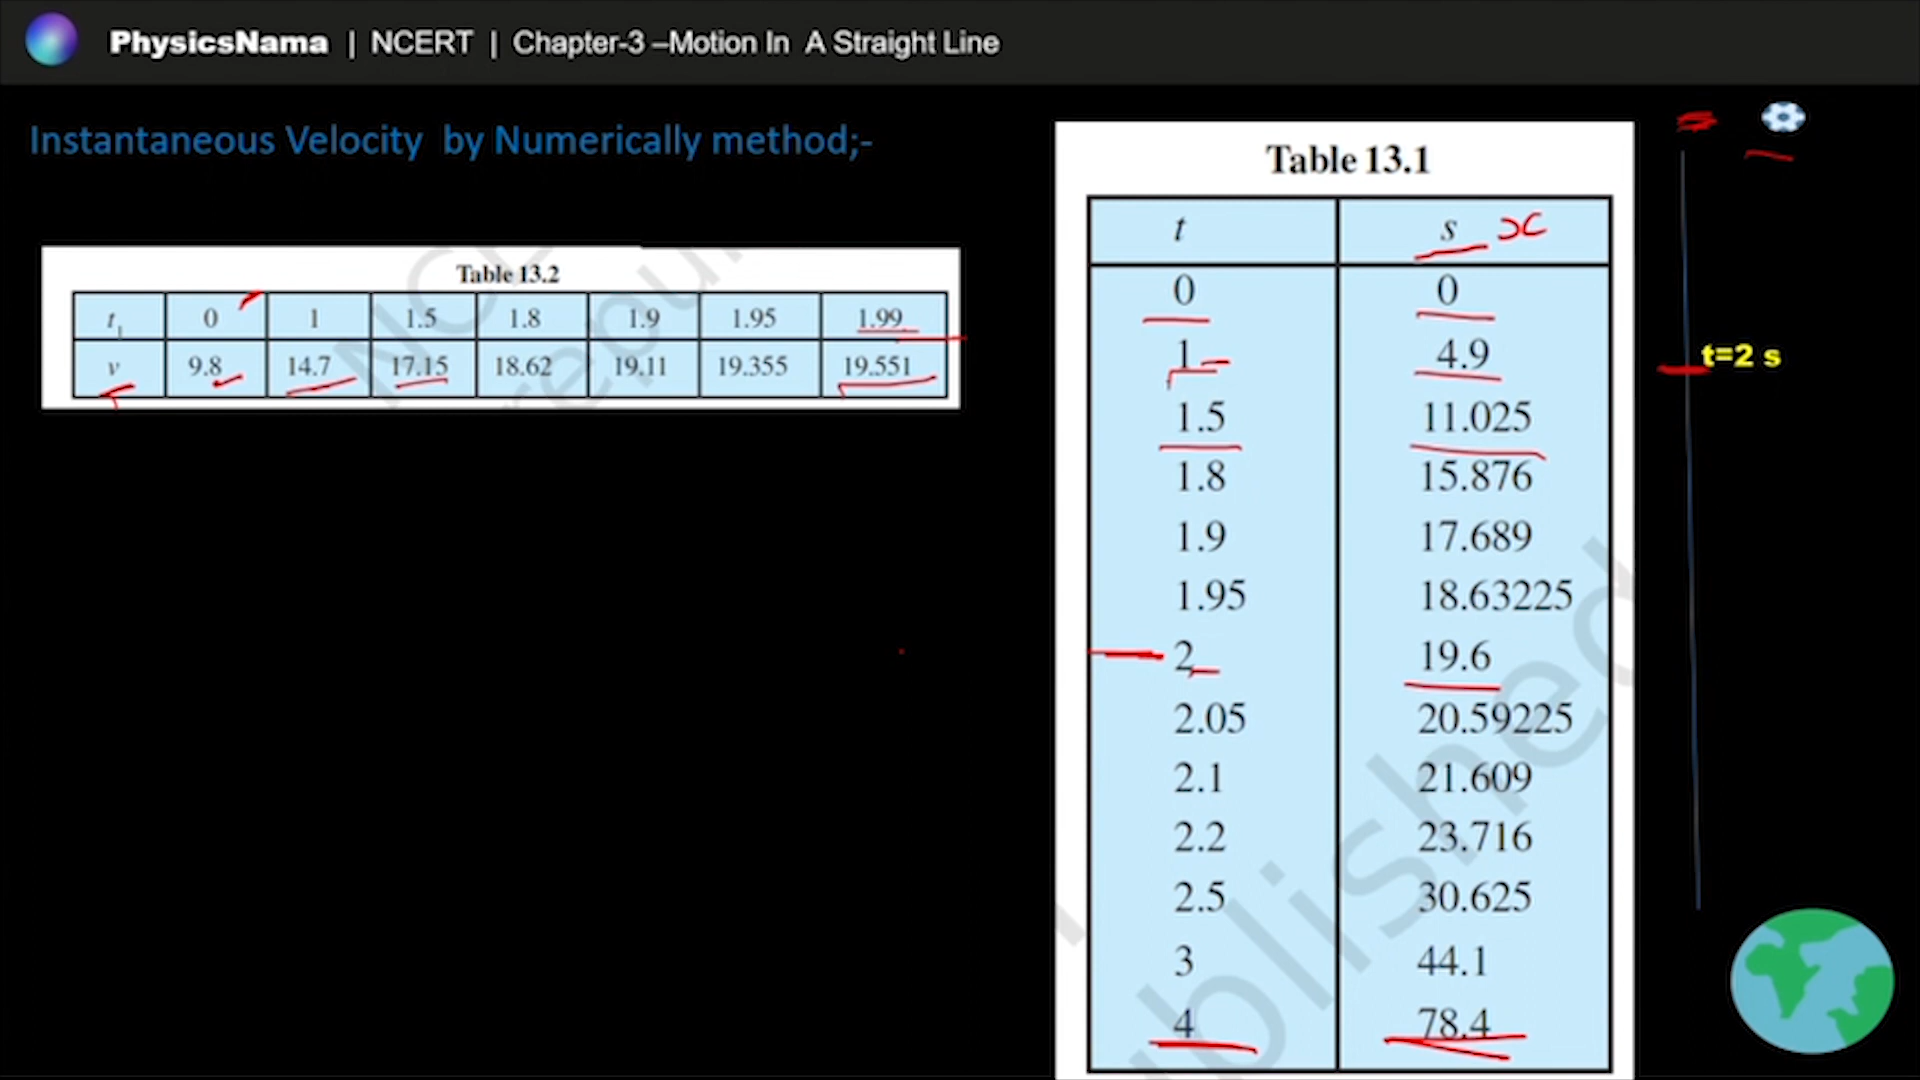 PhysicsNama | NCERT | Chapter-3 –Motion In A Straight Line
Instantaneous Velocity by Numerically method;-
Table 13.2
t1 0 1 1.5 1.8 1.9 1.95 1.99
v 9.8 14.7 17.15 18.62 19.11 19.355 19.551
Table 13.1
t s x
0 0
1 4.9
1.5 11.025
1.8 15.876
1.9 17.689
1.95 18.63225
2 19.6
2.05 20.59225
2.1 21.609
2.2 23.716
2.5 30.625
3 44.1
4 78.4
t=2 s